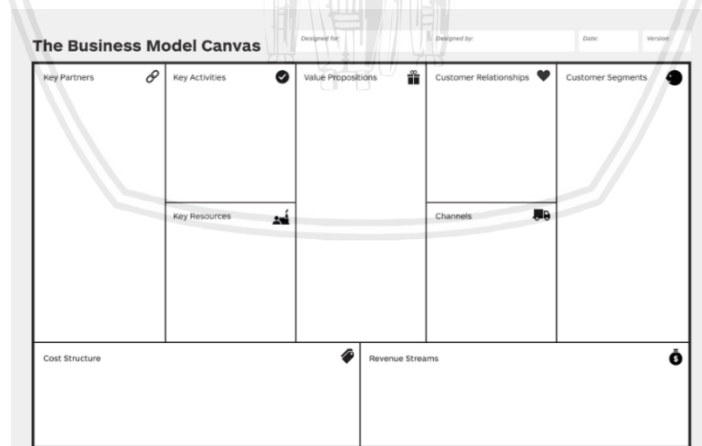 The Business Model Canvas
Designed for:
Designed by:
Date:
Version:
Key Partners
Key Activities
Value Propositions
Customer Relationships
Customer Segments
Key Resources
Channels
Cost Structure
Revenue Streams